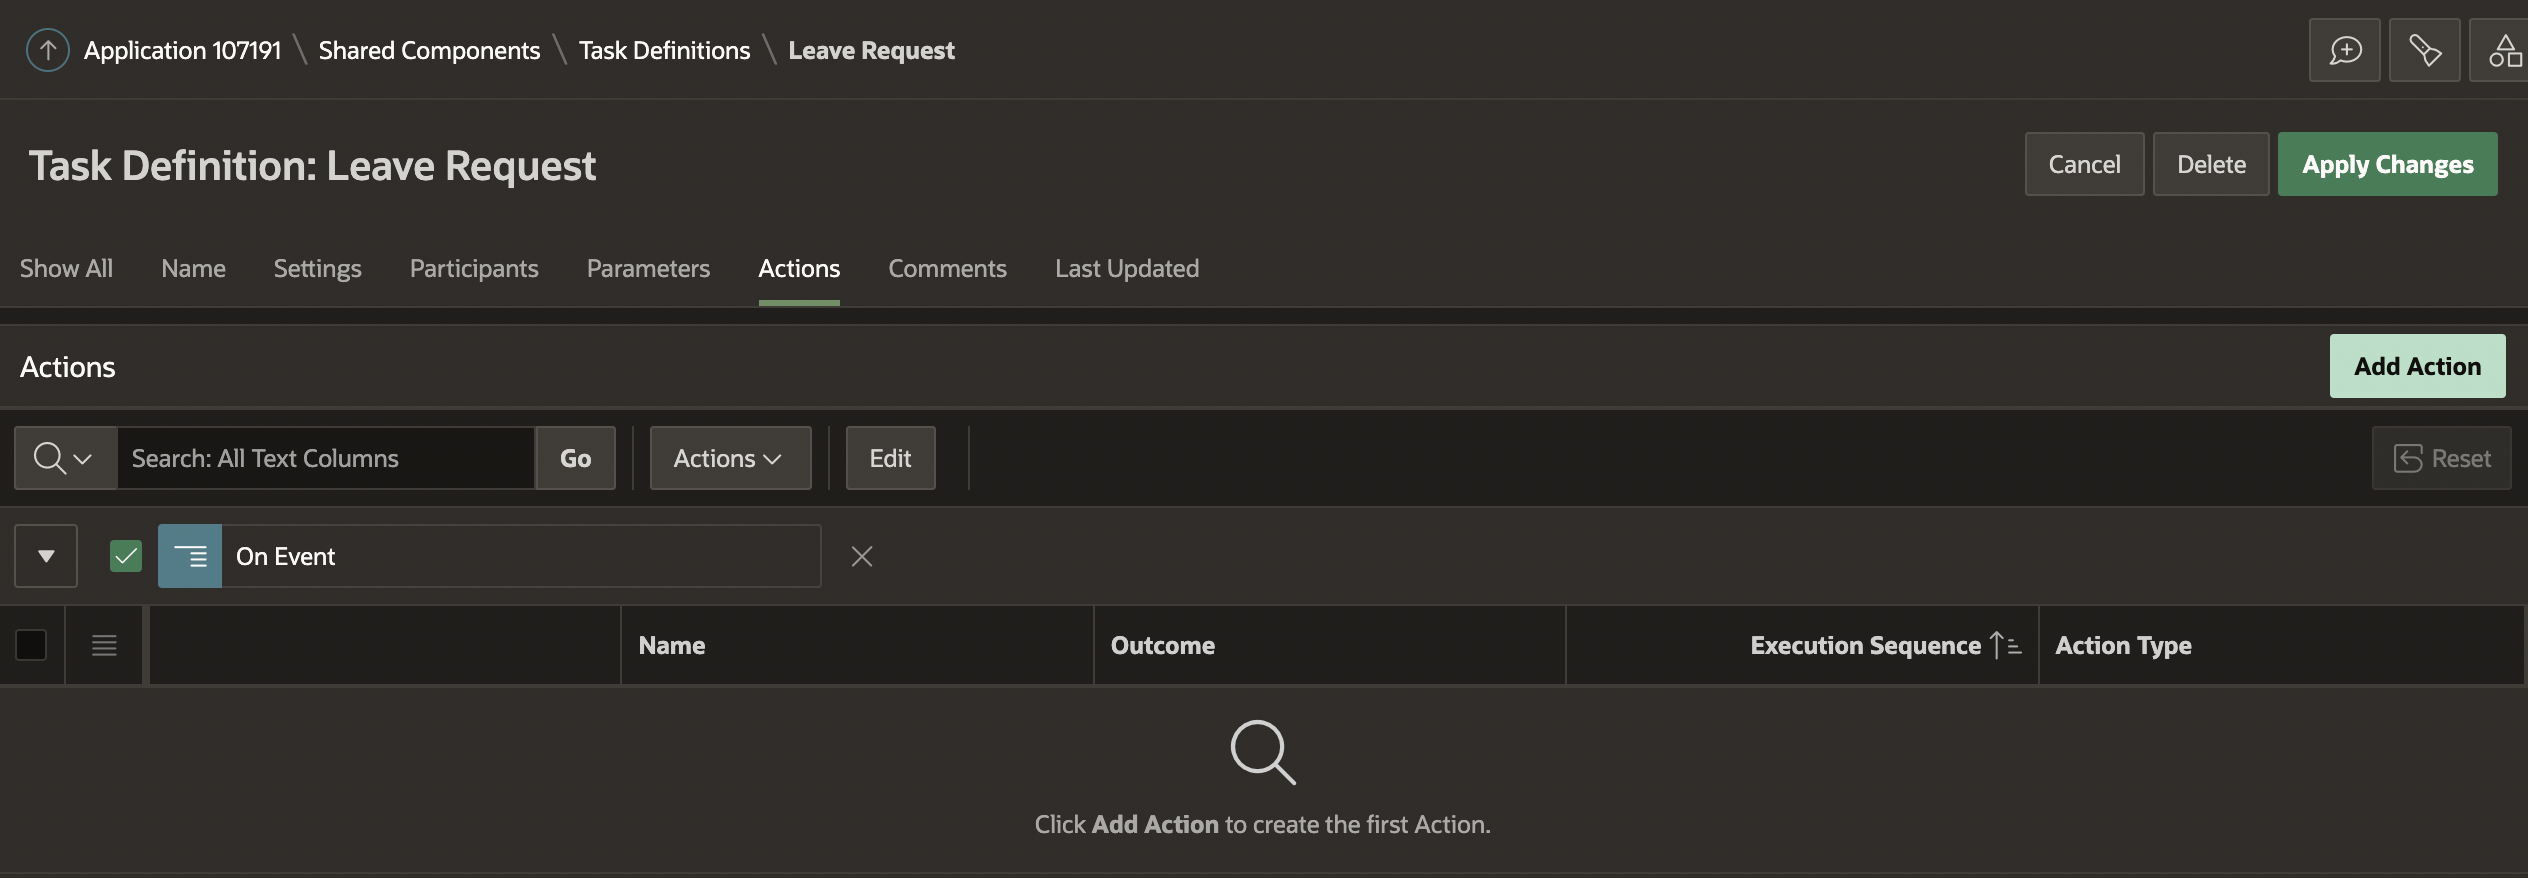 Application 107191 \ Shared Components \ Task Definitions \ Leave Request
Task Definition: Leave Request
Cancel
Delete
Apply Changes
Show All
Name
Settings
Participants
Parameters
Actions
Comments
Last Updated
Actions
Add Action
Search: All Text Columns
Go
Actions
Edit
Reset
On Event
Name
Outcome
Execution Sequence
Action Type
Click Add Action to create the first Action.